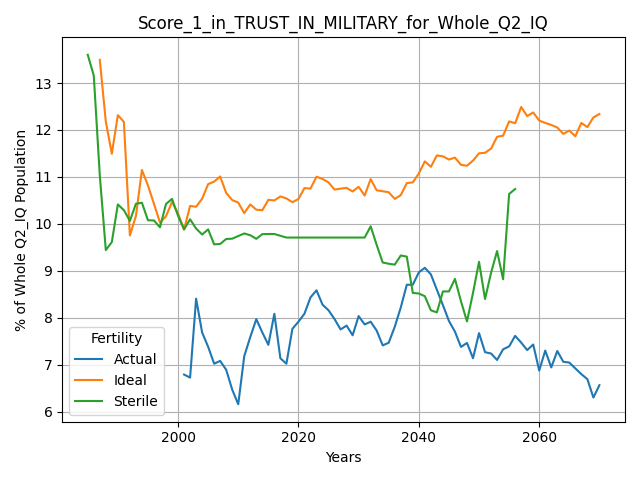 Score_1_in_TRUST_IN_MILITARY_for_Whole_Q2_IQ
% of Whole Q2_IQ Population
13
12
11
10
9
8
7
6
Fertility
Actual
Ideal
Sterile
2000 2020 2040 2060
Years